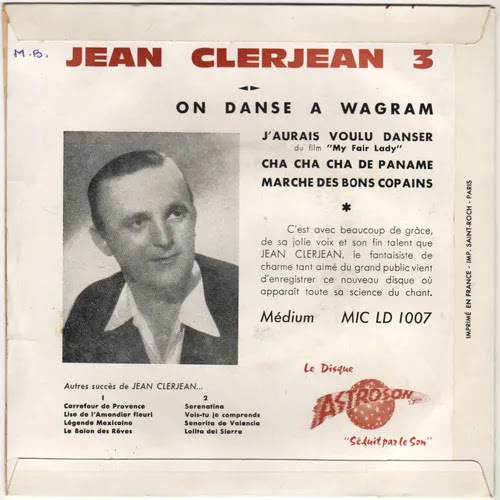 M.B.
JEAN CLERJEAN 3
ON DANSE A WAGRAM
J'AURAIS VOULU DANSER
du film "My Fair Lady"
CHA CHA CHA DE PANAME
MARCHE DES BONS COPAINS
*
C'est avec beaucoup de grâce,
de sa jolie voix et son fin talent que
JEAN CLERJEAN, le fantaisiste de
charme tant aimé du grand public vient
d'enregistrer ce nouveau disque où
apparaît toute sa science du chant.
Médium MIC LD 1007
IMPRIMÉ EN FRANCE - IMP. SAINT-ROCH - PARIS
Autres succès de JEAN CLERJEAN...
1
Carrefour de Provence
Lise de l'Amandier fleuri
Légende Mexicaine
Le Baïon des Rêves
2
Serenatina
Vois-tu je comprends
Senorita de Valencia
Lolita del Sierra
Le Disque
ASTROSON
"Séduit par le Son"